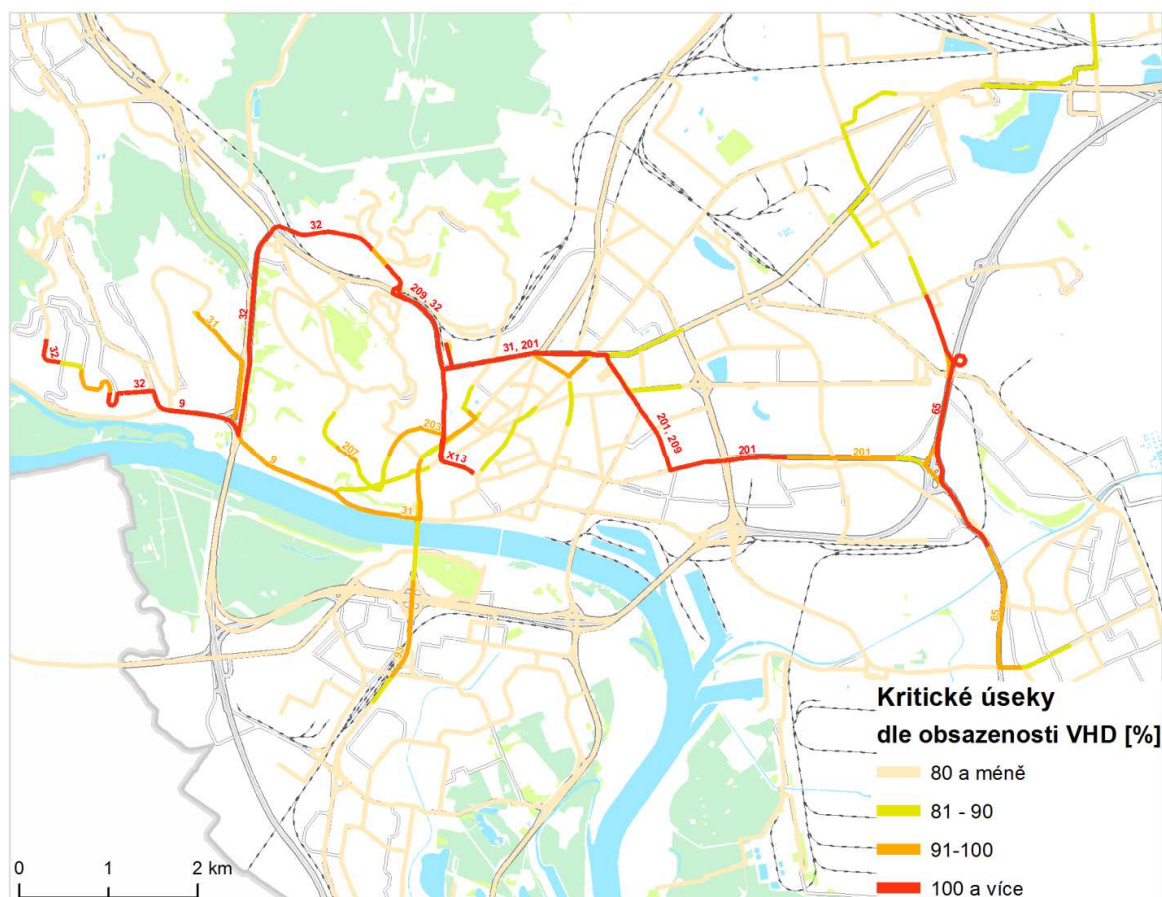 32
209, 32
31
32
31, 201
32
32
9
201, 209
65
203
X13
201
201
207
9
31
65
93
Kritické úseky
dle obsazenosti VHD [%]
80 a méně
81 - 90
91-100
100 a více
0 1 2 km